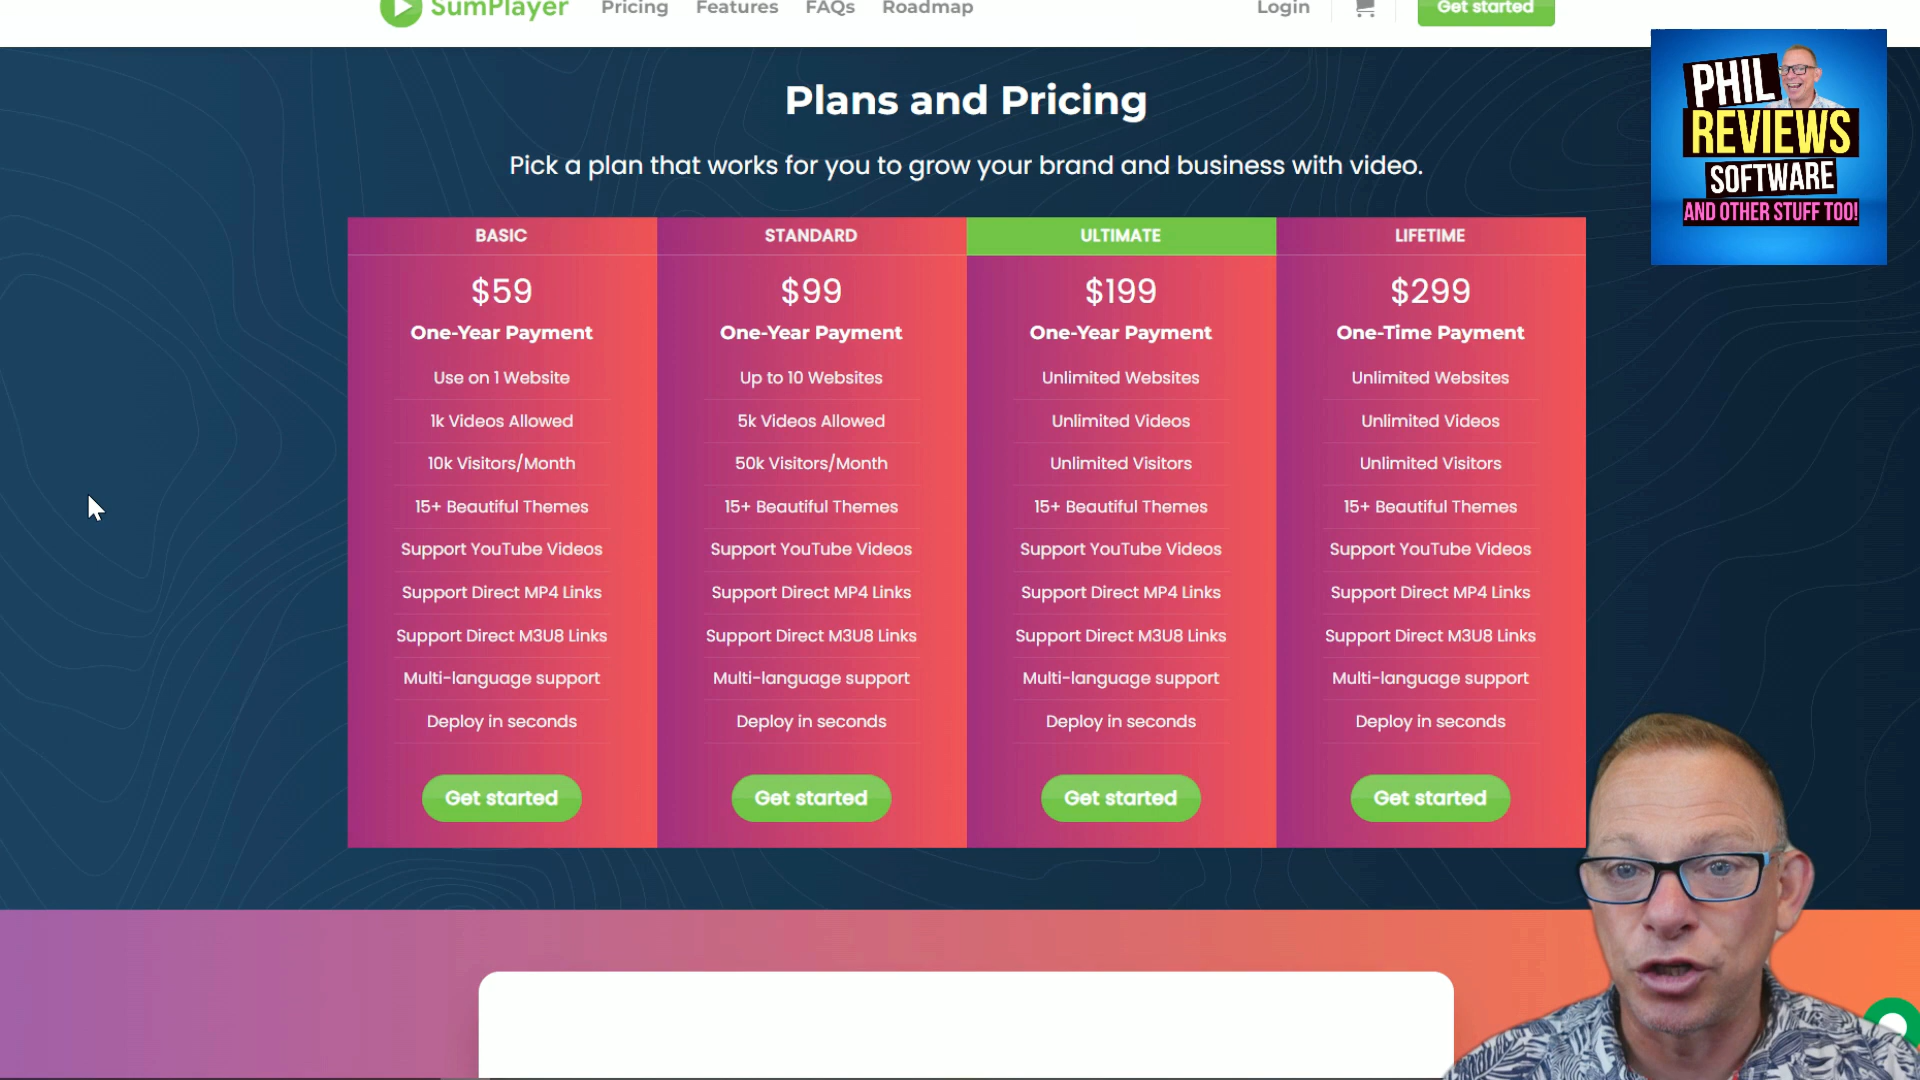 SumPlayer
Pricing
Features
FAQs
Roadmap
Login
Get started
PHIL
REVIEWS
SOFTWARE
AND OTHER STUFF TOO!
Plans and Pricing
Pick a plan that works for you to grow your brand and business with video.
BASIC
$59
One-Year Payment
Use on 1 Website
1k Videos Allowed
10k Visitors/Month
15+ Beautiful Themes
Support YouTube Videos
Support Direct MP4 Links
Support Direct M3U8 Links
Multi-language support
Deploy in seconds
Get started
STANDARD
$99
One-Year Payment
Up to 10 Websites
5k Videos Allowed
50k Visitors/Month
15+ Beautiful Themes
Support YouTube Videos
Support Direct MP4 Links
Support Direct M3U8 Links
Multi-language support
Deploy in seconds
Get started
ULTIMATE
$199
One-Year Payment
Unlimited Websites
Unlimited Videos
Unlimited Visitors
15+ Beautiful Themes
Support YouTube Videos
Support Direct MP4 Links
Support Direct M3U8 Links
Multi-language support
Deploy in seconds
Get started
LIFETIME
$299
One-Time Payment
Unlimited Websites
Unlimited Videos
Unlimited Visitors
15+ Beautiful Themes
Support YouTube Videos
Support Direct MP4 Links
Support Direct M3U8 Links
Multi-language support
Deploy in seconds
Get started